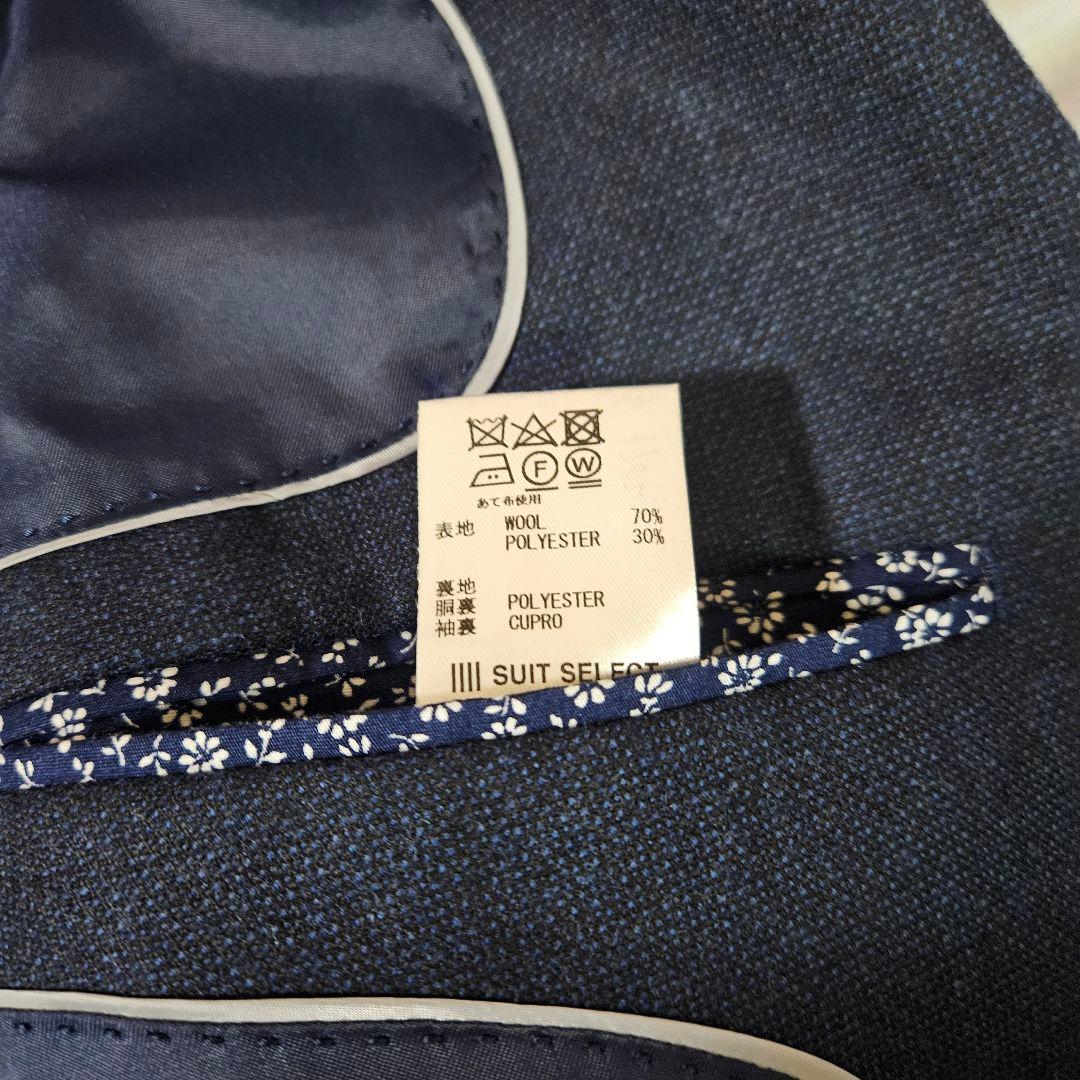 F W
あて布使用
表地 WOOL 70%
POLYESTER 30%
裏地
胴裏 POLYESTER
袖裏 CUPRO
SUIT SELECT